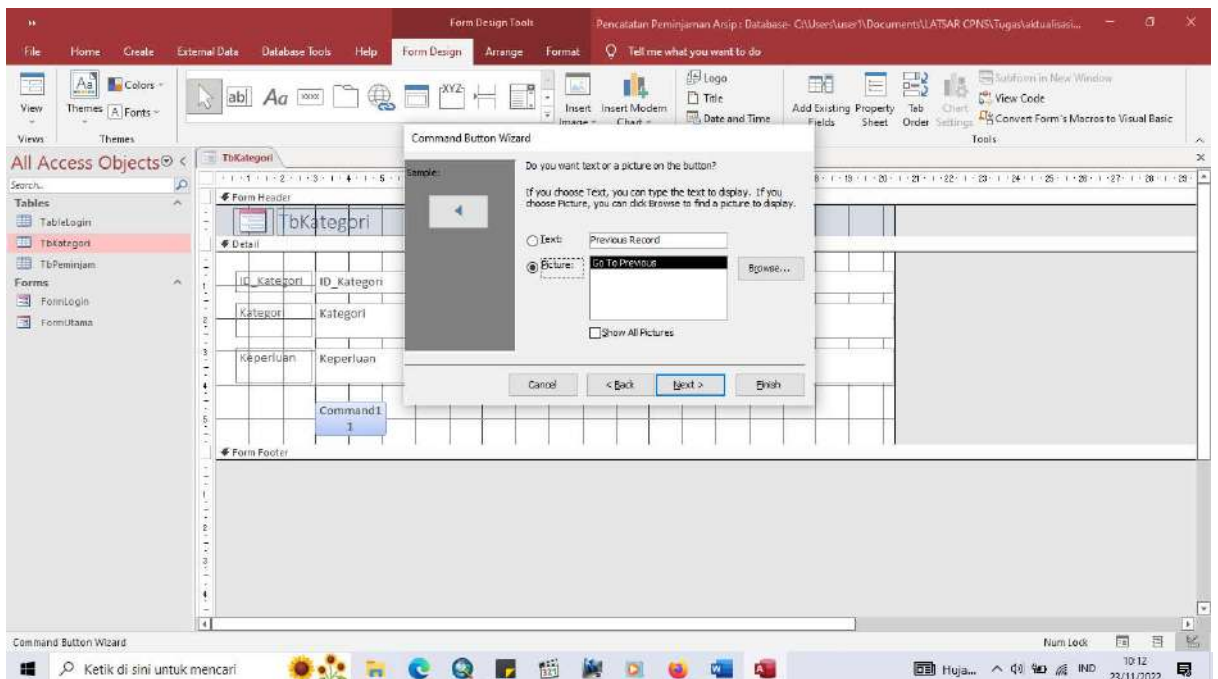 Form Design Tools
Pencatatan Peminjaman Arsip : Database- C:\Users\user1\Documents\LATSAR CPNS\Tugas\aktualisasi...
File Home Create External Data Database Tools Help Form Design Arrange Format Tell me what you want to do
View
Views
Themes
Colors
Fonts
Themes
Insert Image
Insert Modern Chart
Logo
Title
Date and Time
Add Existing Fields
Property Sheet
Tab Order
Chart Settings
Subform in New Window
View Code
Convert Form's Macros to Visual Basic
Tools
All Access Objects
Search...
Tables
TableLogin
TbKategori
TbPeminjam
Forms
FormLogin
FormUtama
TbKategori
Form Header
TbKategori
Detail
ID_Kategori ID_Kategori
Kategori Kategori
Keperluan Keperluan
Command1
1
Form Footer
Command Button Wizard
Sample:
Do you want text or a picture on the button?
If you choose Text, you can type the text to display. If you
choose Picture, you can click Browse to find a picture to display.
Text: Previous Record
Picture: Go To Previous
Browse...
Show All Pictures
Cancel < Back Next > Finish
Command Button Wizard
Num Lock
Ketik di sini untuk mencari
Huja...
IND
10:12
23/11/2022